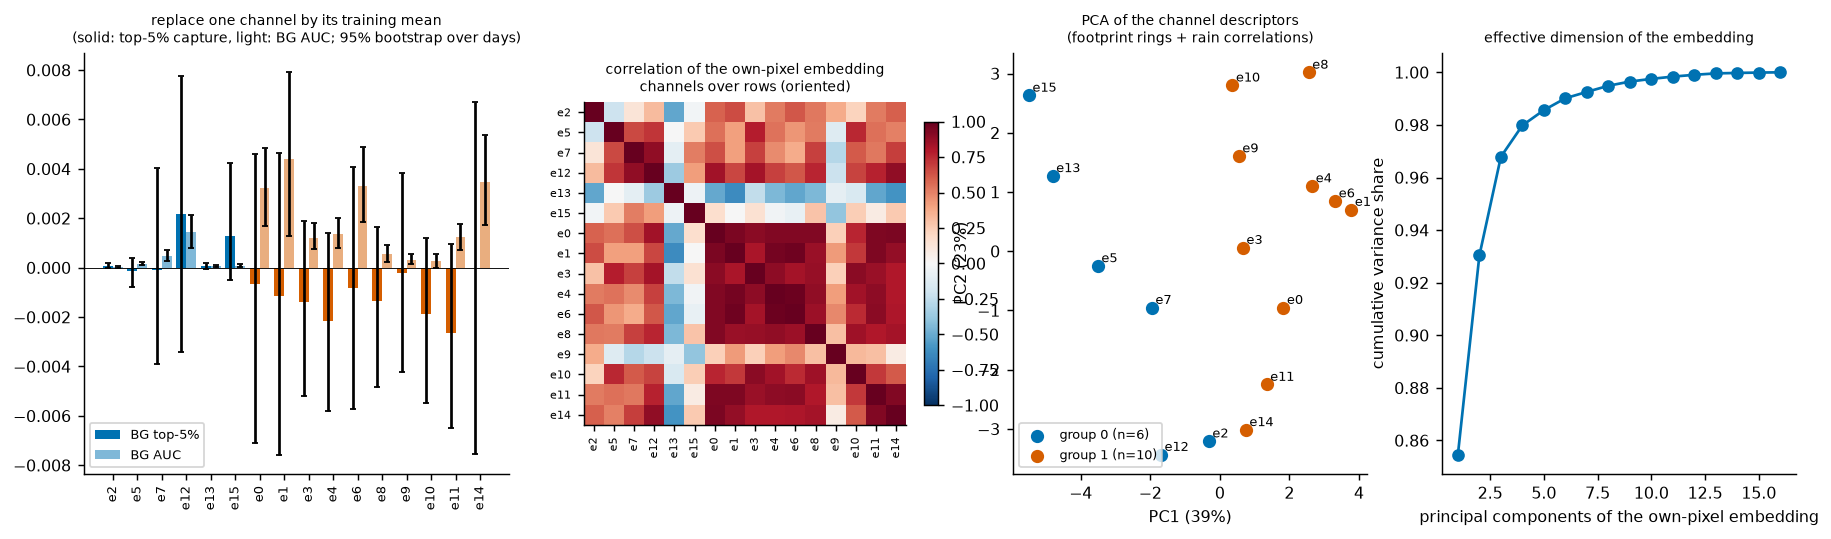 replace one channel by its training mean
(solid: top-5% capture, light: BG AUC; 95% bootstrap over days)
0.008
0.006
0.004
0.002
0.000
−0.002
−0.004
−0.006
−0.008
BG top-5%
BG AUC
e2 e5 e7 e12 e13 e15 e0 e1 e3 e4 e6 e8 e9 e10 e11 e14
correlation of the own-pixel embedding
channels over rows (oriented)
e2
e5
e7
e12
e13
e15
e0
e1
e3
e4
e6
e8
e9
e10
e11
e14
e2 e5 e7 e12 e13 e15 e0 e1 e3 e4 e6 e8 e9 e10 e11 e14
1.00
0.75
0.50
0.25
0.00
−0.25
−0.50
−0.75
−1.00
PCA of the channel descriptors
(footprint rings + rain correlations)
PC2 (23%)
3
2
1
0
−1
−2
−3
e15
e13
e5
e7
e12
e2
e10
e8
e9
e4
e6
e1
e3
e0
e11
e14
group 0 (n=6)
group 1 (n=10)
−4 −2 0 2 4
PC1 (39%)
effective dimension of the embedding
cumulative variance share
1.00
0.98
0.96
0.94
0.92
0.90
0.88
0.86
2.5 5.0 7.5 10.0 12.5 15.0
principal components of the own-pixel embedding